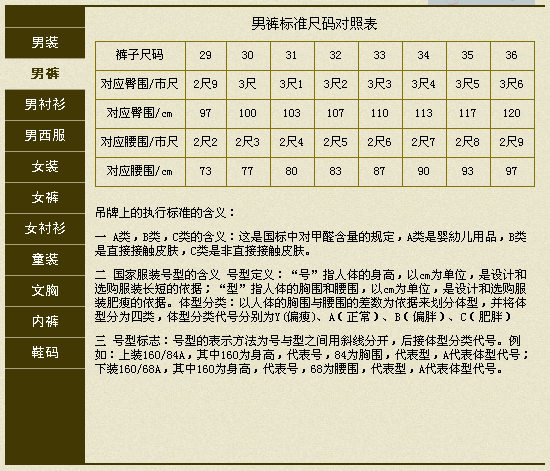 男装
男裤
男衬衫
男西服
女装
女裤
女衬衫
童装
文胸
内裤
鞋码
男裤标准尺码对照表
裤子尺码 29 30 31 32 33 34 35 36
对应臀围/市尺 2尺9 3尺 3尺1 3尺2 3尺3 3尺4 3尺5 3尺6
对应臀围/cm 97 100 103 107 110 113 117 120
对应腰围/市尺 2尺2 2尺3 2尺4 2尺5 2尺6 2尺7 2尺8 2尺9
对应腰围/cm 73 77 80 83 87 90 93 97
吊牌上的执行标准的含义：
一 A类，B类，C类的含义：这是国标中对甲醛含量的规定，A类是婴幼儿用品，B类
是直接接触皮肤，C类是非直接接触皮肤。
二 国家服装号型的含义 号型定义：“号”指人体的身高，以cm为单位，是设计和
选购服装长短的依据；“型”指人体的胸围和腰围，以cm为单位，是设计和选购服
装肥瘦的依据。体型分类：以人体的胸围与腰围的差数为依据来划分体型，并将体
型分为四类，体型分类代号分别为Y(偏瘦)、A（正常）、B（偏胖）、C（肥胖）
三 号型标志：号型的表示方法为号与型之间用斜线分开，后接体型分类代号。例
如：上装160/84A，其中160为身高，代表号，84为胸围，代表型，A代表体型代号；
下装160/68A，其中160为身高，代表号，68为腰围，代表型，A代表体型代号。